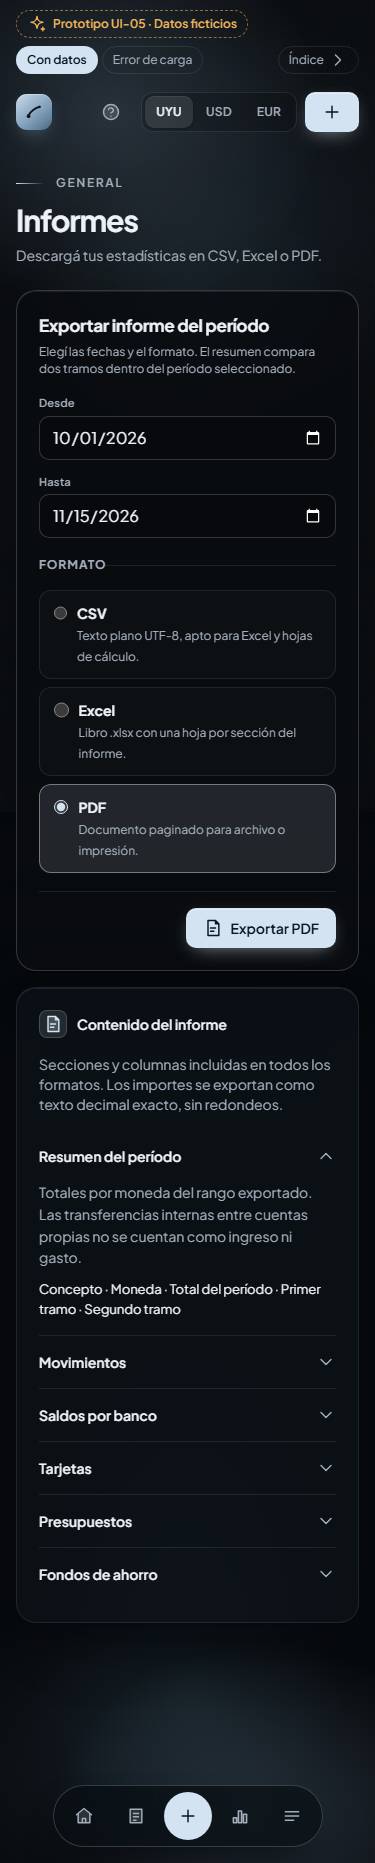 Prototipo UI-05 · Datos ficticios
Con datos
Error de carga
Índice
UYU
USD
EUR
GENERAL
Informes
Descargá tus estadísticas en CSV, Excel o PDF.
Exportar informe del período
Elegí las fechas y el formato. El resumen compara
dos tramos dentro del período seleccionado.
Desde
10/01/2026
Hasta
11/15/2026
FORMATO
CSV
Texto plano UTF-8, apto para Excel y hojas
de cálculo.
Excel
Libro .xlsx con una hoja por sección del
informe.
PDF
Documento paginado para archivo o
impresión.
Exportar PDF
Contenido del informe
Secciones y columnas incluidas en todos los
formatos. Los importes se exportan como
texto decimal exacto, sin redondeos.
Resumen del período
Totales por moneda del rango exportado.
Las transferencias internas entre cuentas
propias no se cuentan como ingreso ni
gasto.
Concepto · Moneda · Total del período · Primer
tramo · Segundo tramo
Movimientos
Saldos por banco
Tarjetas
Presupuestos
Fondos de ahorro